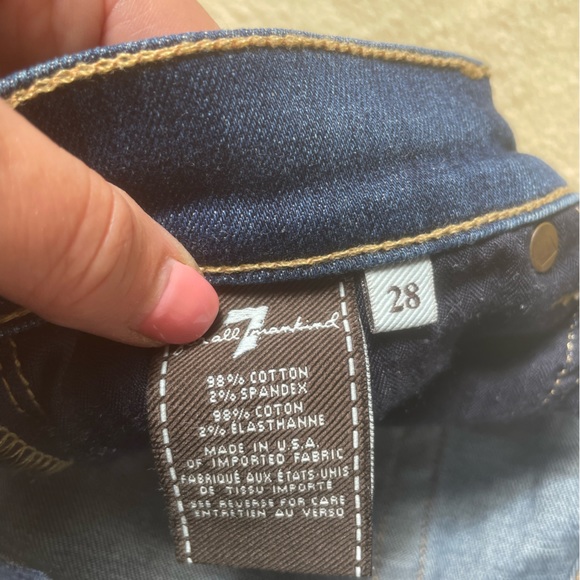 7
all mankind
28
98% COTTON
2% SPANDEX
98% COTON
2% ÉLASTHANNE
MADE IN U.S.A
OF IMPORTED FABRIC
FABRIQUÉ AUX ÉTATS-UNIS
DE TISSU IMPORTÉ
SEE REVERSE FOR CARE
ENTRETIEN AU VERSO